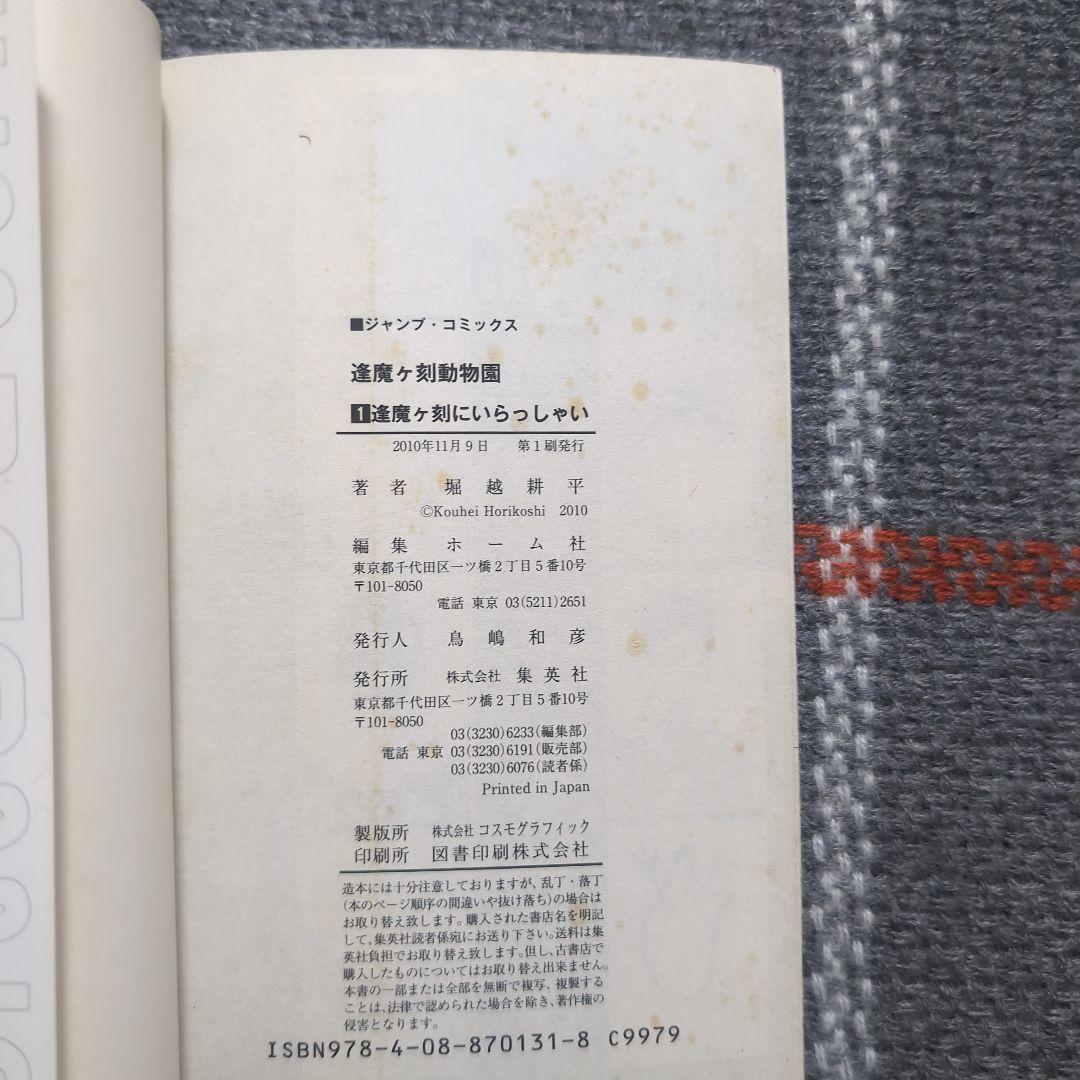 ■ジャンプ・コミックス
逢魔ヶ刻動物園
1逢魔ヶ刻にいらっしゃい
2010年11月9日 第1刷発行
著者 堀越耕平
©Kouhei Horikoshi 2010
編集 ホーム社
東京都千代田区一ツ橋2丁目5番10号
〒101-8050
電話 東京 03(5211)2651
発行人 鳥嶋和彦
発行所 株式会社 集英社
東京都千代田区一ツ橋2丁目5番10号
〒101-8050
03(3230)6233(編集部)
電話 東京 03(3230)6191(販売部)
03(3230)6076(読者係)
Printed in Japan
製版所 株式会社 コスモグラフィック
印刷所 図書印刷株式会社
造本には十分注意しておりますが、乱丁・落丁
(本のページ順序の間違いや抜け落ち)の場合は
お取り替え致します。購入された書店名を明記
して、集英社読者係宛にお送り下さい。送料は集
英社負担でお取り替え致します。但し、古書店で
購入したものについてはお取り替え出来ません。
本書の一部または全部を無断で複写、複製する
ことは、法律で認められた場合を除き、著作権の
侵害となります。
ISBN978-4-08-870131-8 C9979